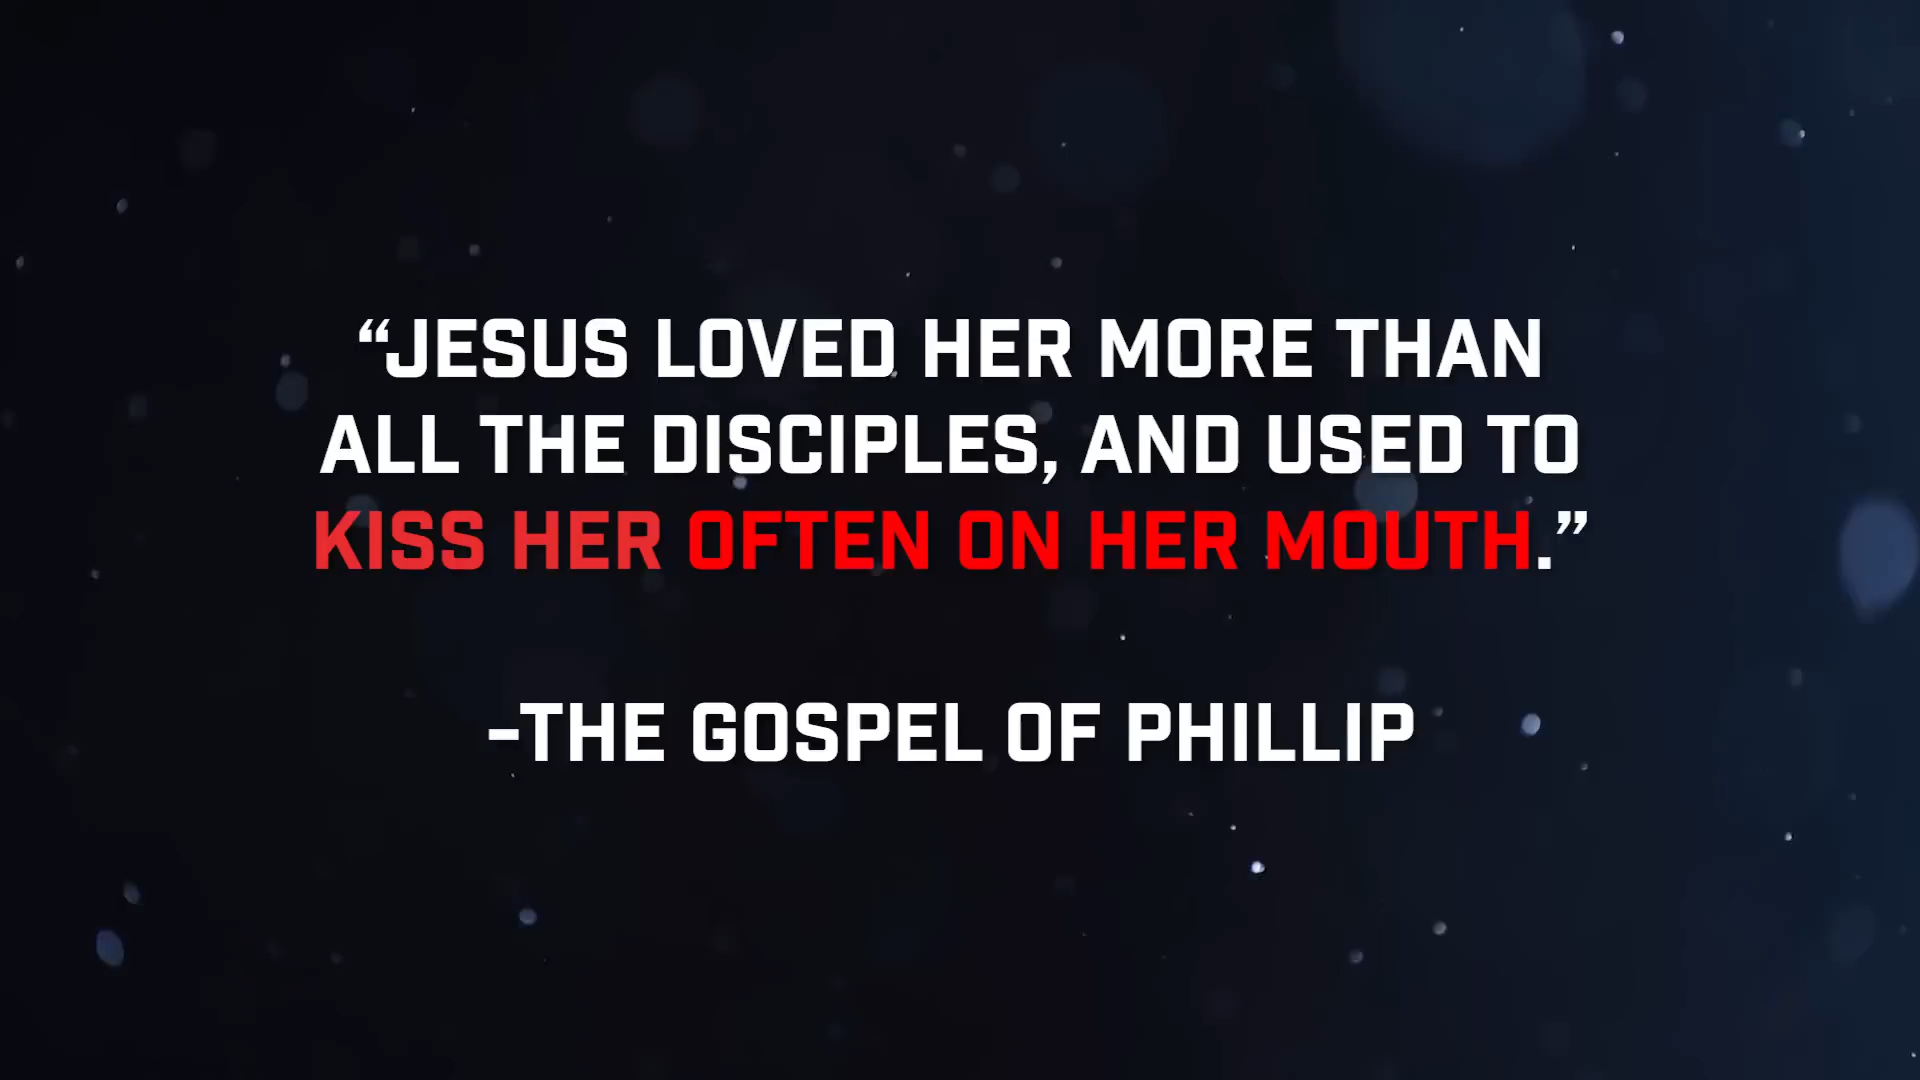 “JESUS LOVED HER MORE THAN
ALL THE DISCIPLES, AND USED TO
KISS HER OFTEN ON HER MOUTH.”
-THE GOSPEL OF PHILLIP